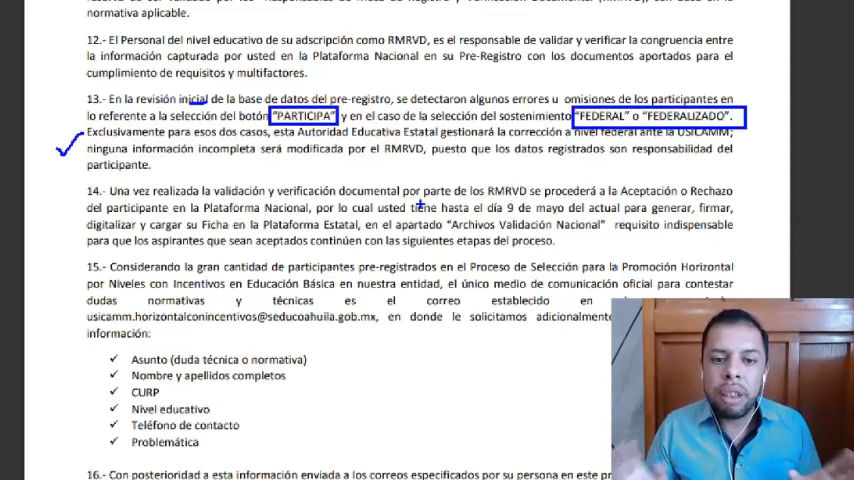 normativa aplicable.
12.- El Personal del nivel educativo de su adscripción como RMRVD, es el responsable de validar y verificar la congruencia entre
la información capturada por usted en la Plataforma Nacional en su Pre-Registro con los documentos aportados para el
cumplimiento de requisitos y multifactores.
13.- En la revisión inicial de la base de datos del pre-registro, se detectaron algunos errores u omisiones de los participantes en
lo referente a la selección del botón "PARTICIPA" y en el caso de la selección del sostenimiento "FEDERAL" o "FEDERALIZADO".
Exclusivamente para esos dos casos, esta Autoridad Educativa Estatal gestionará la corrección a nivel federal ante la USICAMM;
ninguna información incompleta será modificada por el RMRVD, puesto que los datos registrados son responsabilidad del
participante.
14.- Una vez realizada la validación y verificación documental por parte de los RMRVD se procederá a la Aceptación o Rechazo
del participante en la Plataforma Nacional, por lo cual usted tiene hasta el día 9 de mayo del actual para generar, firmar,
digitalizar y cargar su Ficha en la Plataforma Estatal, en el apartado "Archivos Validación Nacional" requisito indispensable
para que los aspirantes que sean aceptados continúen con las siguientes etapas del proceso.
15.- Considerando la gran cantidad de participantes pre-registrados en el Proceso de Selección para la Promoción Horizontal
por Niveles con Incentivos en Educación Básica en nuestra entidad, el único medio de comunicación oficial para contestar
dudas normativas y técnicas es el correo establecido en
usicamm.horizontalconincentivos@seducoahuila.gob.mx, en donde le solicitamos adicionalmente
información:
✓ Asunto (duda técnica o normativa)
✓ Nombre y apellidos completos
✓ CURP
✓ Nivel educativo
✓ Teléfono de contacto
✓ Problemática
16.- Con posterioridad a esta información enviada a los correos especificados por su persona en este